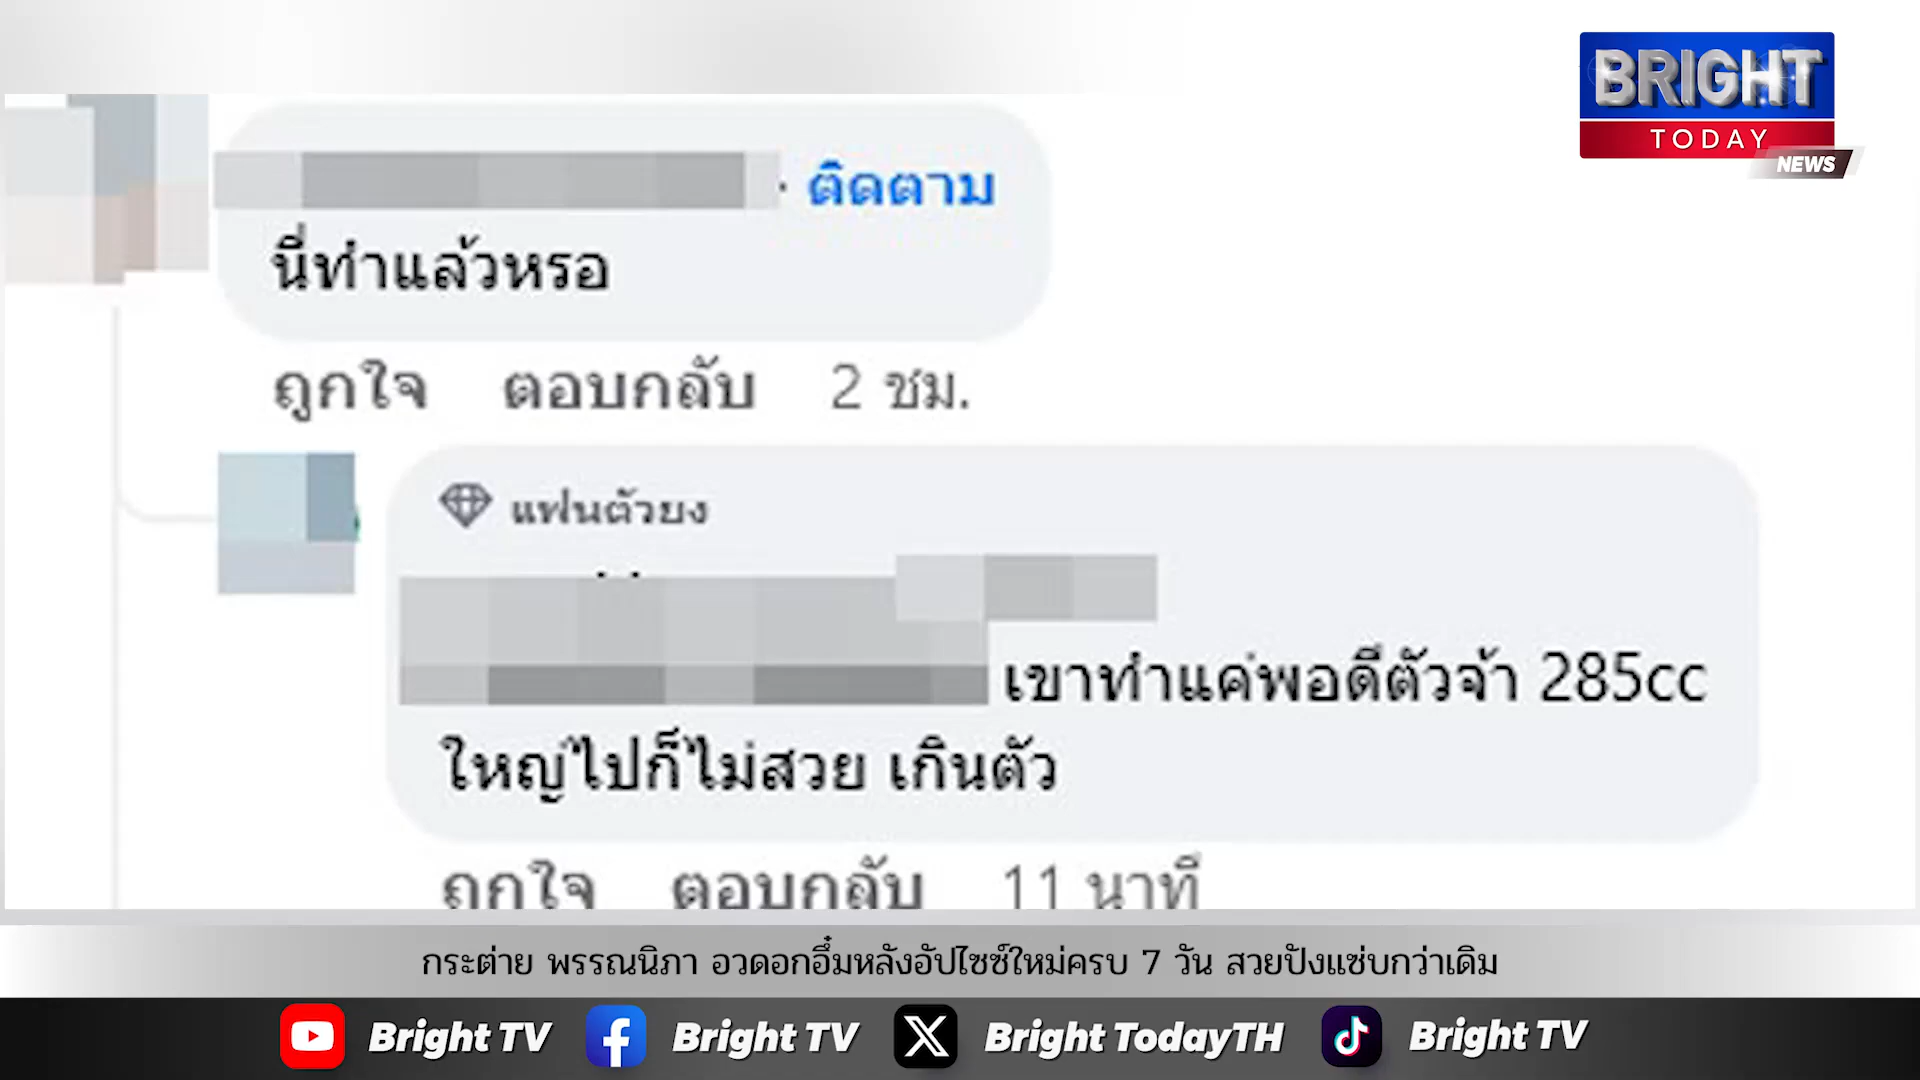 BRIGHT
TODAY
NEWS
· ติดตาม
นี่ทำแล้วหรอ
ถูกใจ ตอบกลับ 2 ชม.
แฟนตัวยง
เขาทำแค่พอดีตัวจ้า 285cc
ใหญ่ไปก็ไม่สวย เกินตัว
ถูกใจ ตอบกลับ 11 นาที
กระต่าย พรรณนิภา อวดอกอึ๋มหลังอัปไซซ์ใหม่ครบ 7 วัน สวยปังแซ่บกว่าเดิม
Bright TV Bright TV Bright TodayTH Bright TV